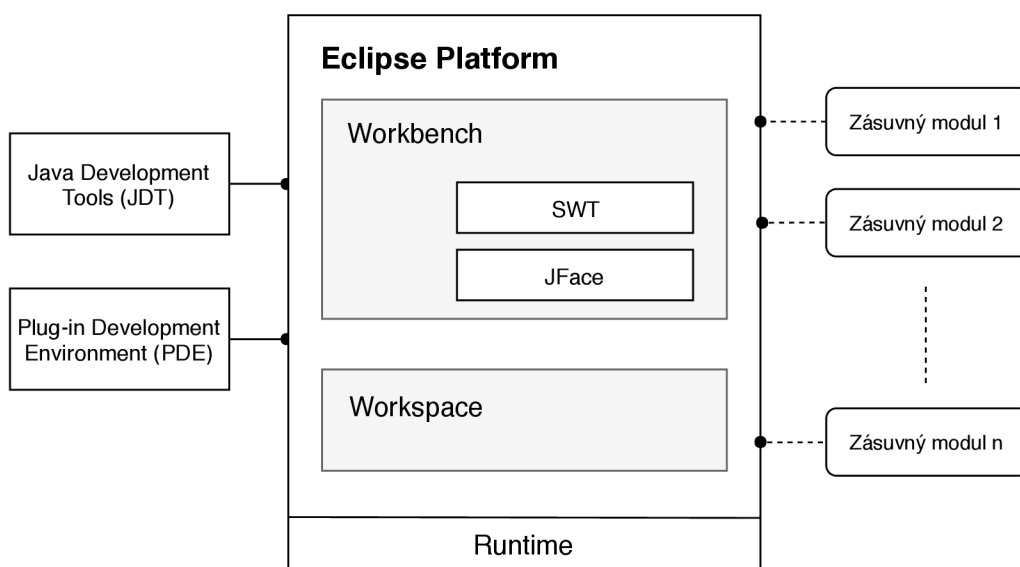 Eclipse Platform
Workbench
SWT
JFace
Workspace
Runtime
Java Development
Tools (JDT)
Plug-in Development
Environment (PDE)
Zásuvný modul 1
Zásuvný modul 2
Zásuvný modul n